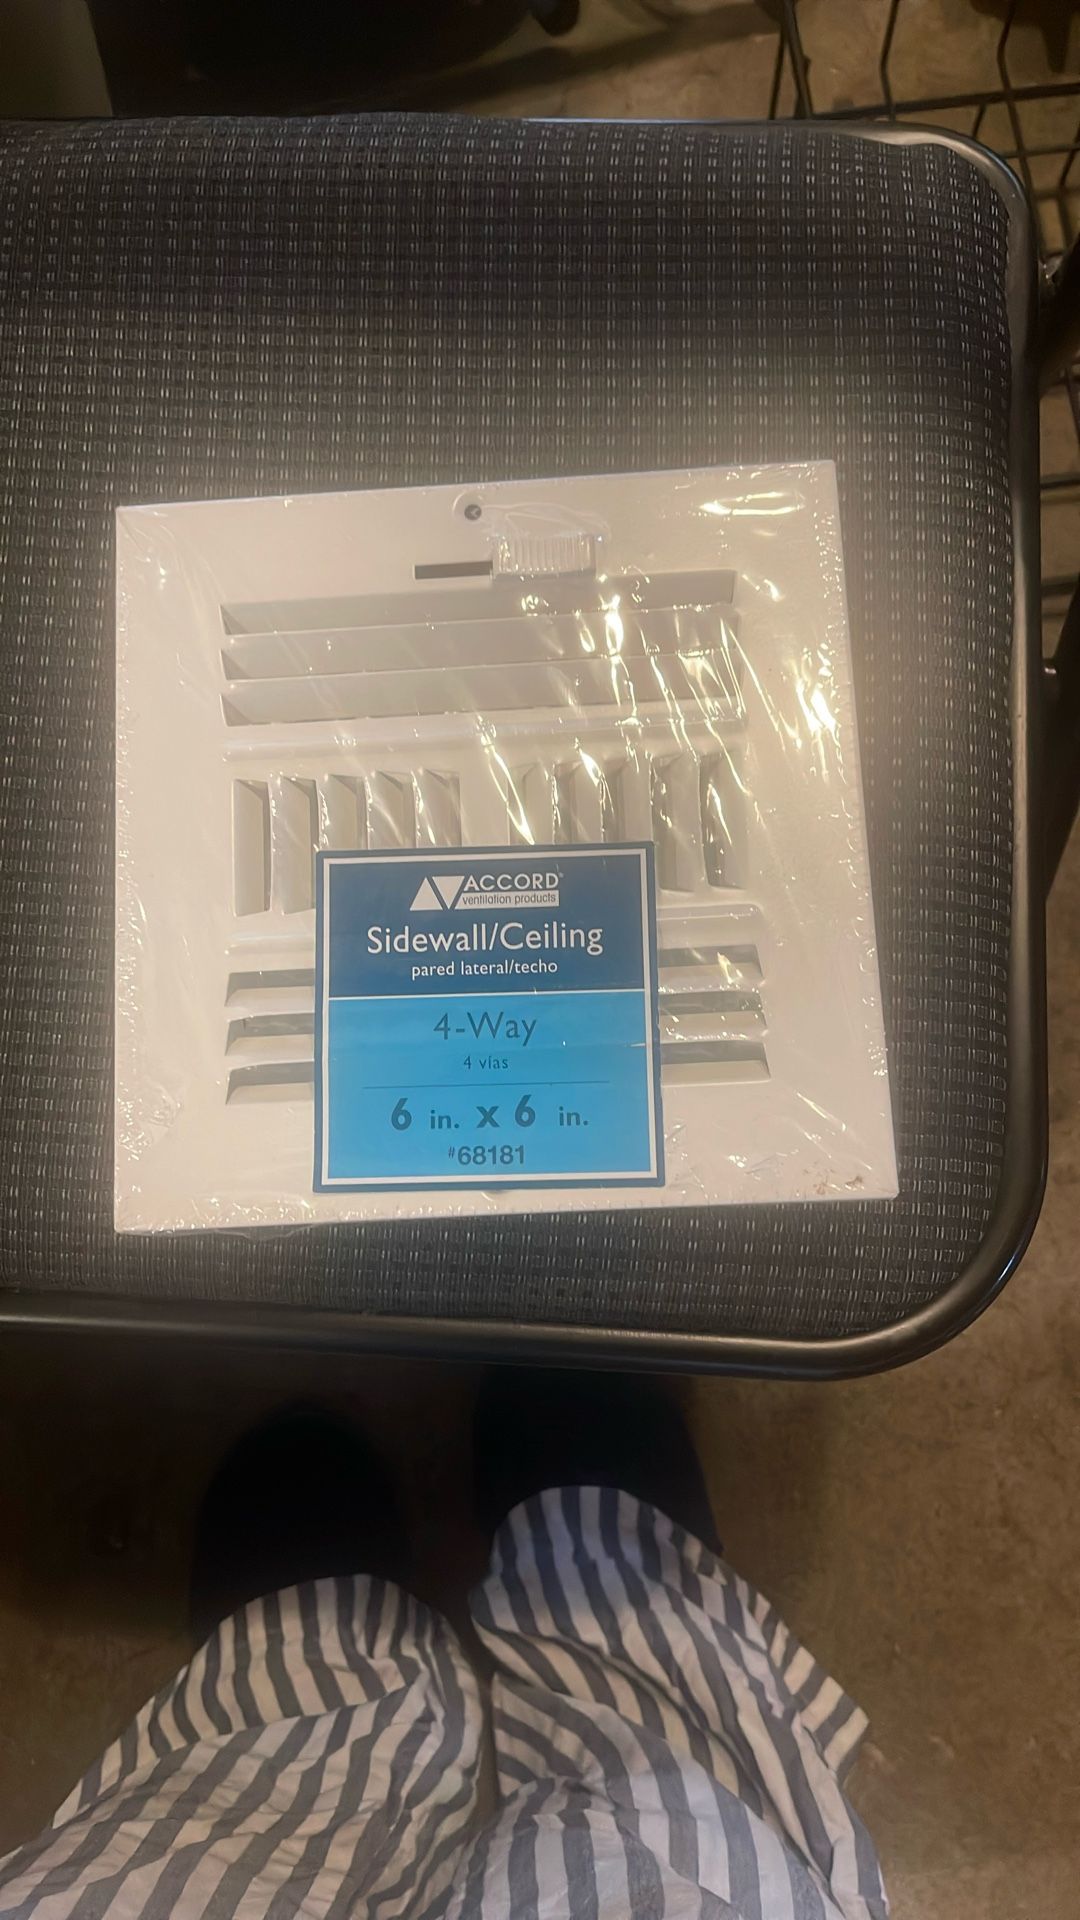 ACCORD®
ventilation products
Sidewall/Ceiling
pared lateral/techo
4-Way
4 vías
6 in. x 6 in.
#68181